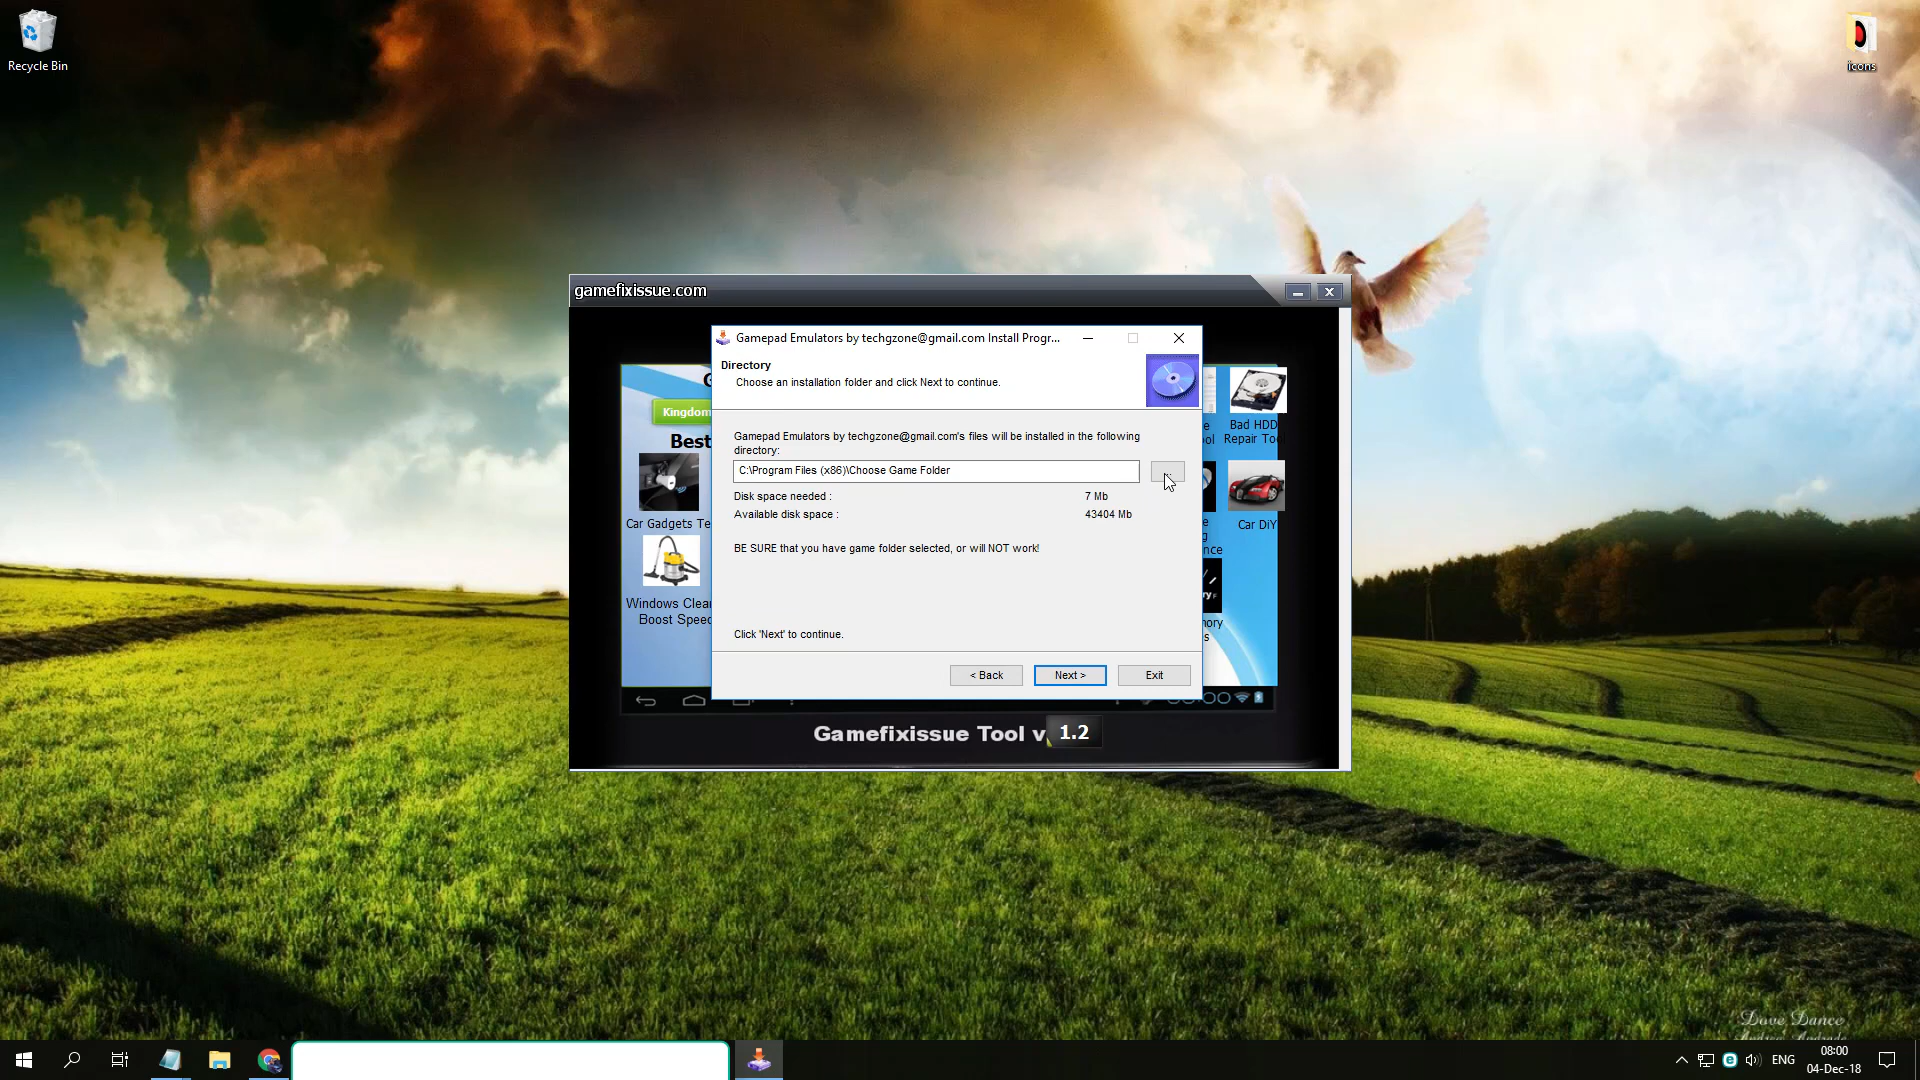 Recycle Bin
icons
gamefixissue.com
Gamepad Emulators by techgzone@gmail.com Install Progr...
Directory
Choose an installation folder and click Next to continue.
Kingdom
Best
Car Gadgets Te
Windows Clea
Boost Speed
Bad HDD
Repair Too
Car DiY
Gamepad Emulators by techgzone@gmail.com's files will be installed in the following
directory:
C:\Program Files (x86)\Choose Game Folder
Disk space needed :
7 Mb
Available disk space :
43404 Mb
BE SURE that you have game folder selected, or will NOT work!
Click 'Next' to continue.
< Back
Next >
Exit
Gamefixissue Tool v
1.2
Dove Dance
ENG
08:00
04-Dec-18